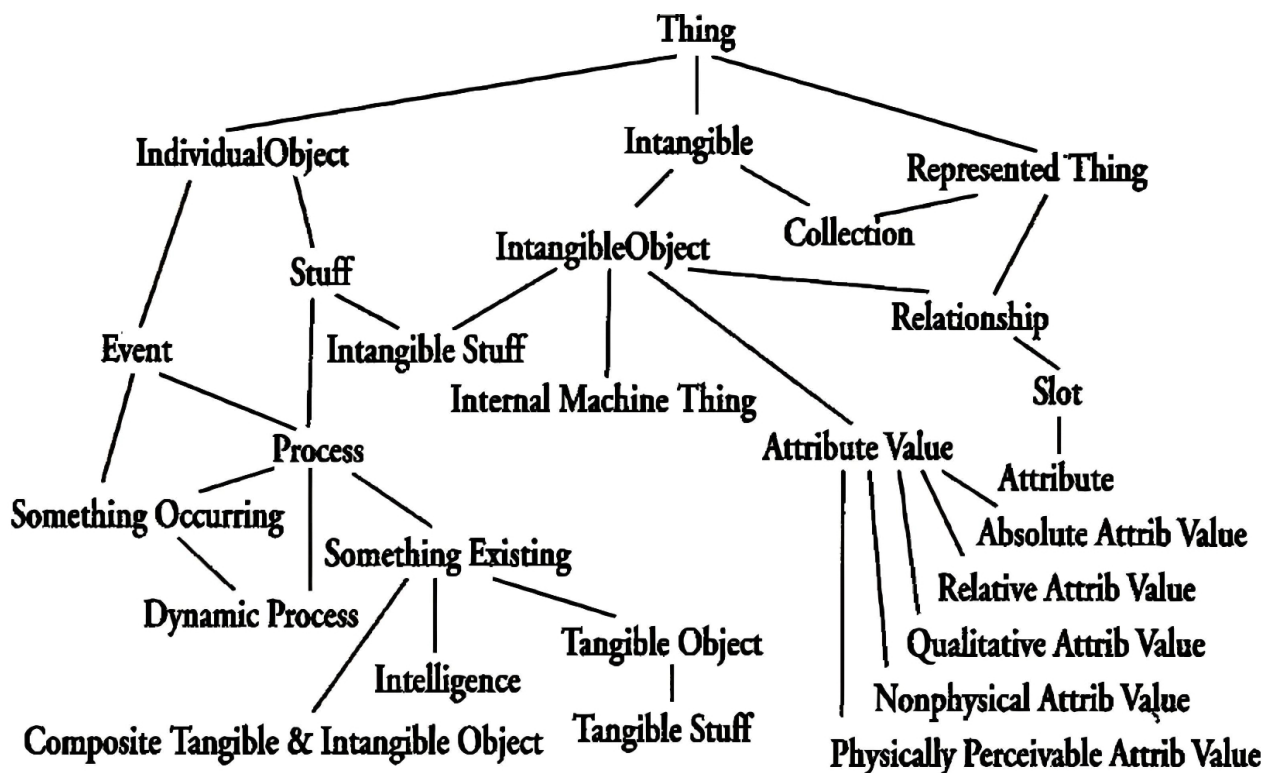 Thing
IndividualObject
Intangible
Represented Thing
Collection
IntangibleObject
Stuff
Relationship
Event
Intangible Stuff
Internal Machine Thing
Slot
Process
Attribute Value
Attribute
Something Occurring
Absolute Attrib Value
Something Existing
Relative Attrib Value
Dynamic Process
Tangible Object
Qualitative Attrib Value
Intelligence
Nonphysical Attrib Value
Tangible Stuff
Composite Tangible & Intangible Object
Physically Perceivable Attrib Value